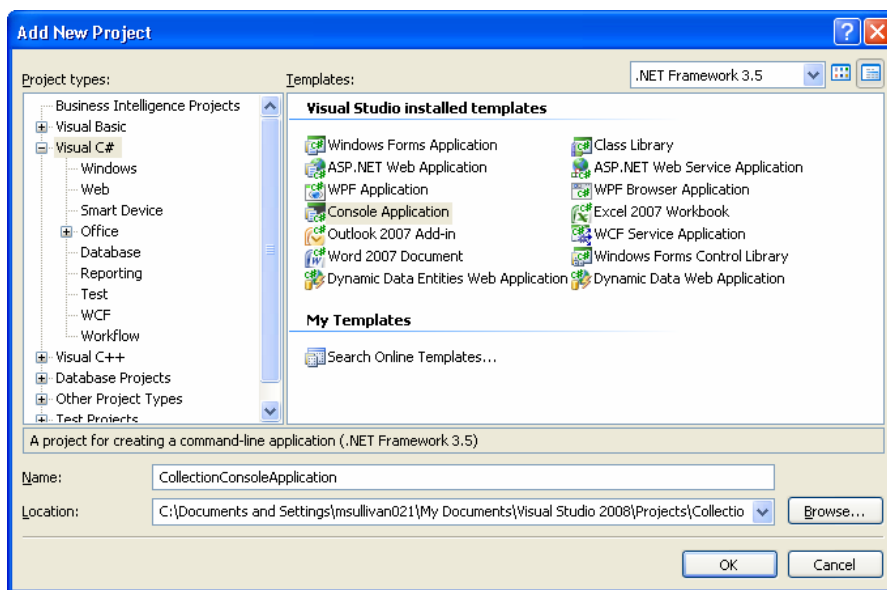 Add New Project
Project types:
Templates:
.NET Framework 3.5
Business Intelligence Projects
Visual Basic
Visual C#
Windows
Web
Smart Device
Office
Database
Reporting
Test
WCF
Workflow
Visual C++
Database Projects
Other Project Types
Test Projects
Visual Studio installed templates
Windows Forms Application
Class Library
ASP.NET Web Application
ASP.NET Web Service Application
WPF Application
WPF Browser Application
Console Application
Excel 2007 Workbook
Outlook 2007 Add-in
WCF Service Application
Word 2007 Document
Windows Forms Control Library
Dynamic Data Entities Web Application
Dynamic Data Web Application
My Templates
Search Online Templates...
A project for creating a command-line application (.NET Framework 3.5)
Name:
CollectionConsoleApplication
Location:
C:\Documents and Settings\msullivan021\My Documents\Visual Studio 2008\Projects\Collectio
Browse...
OK
Cancel